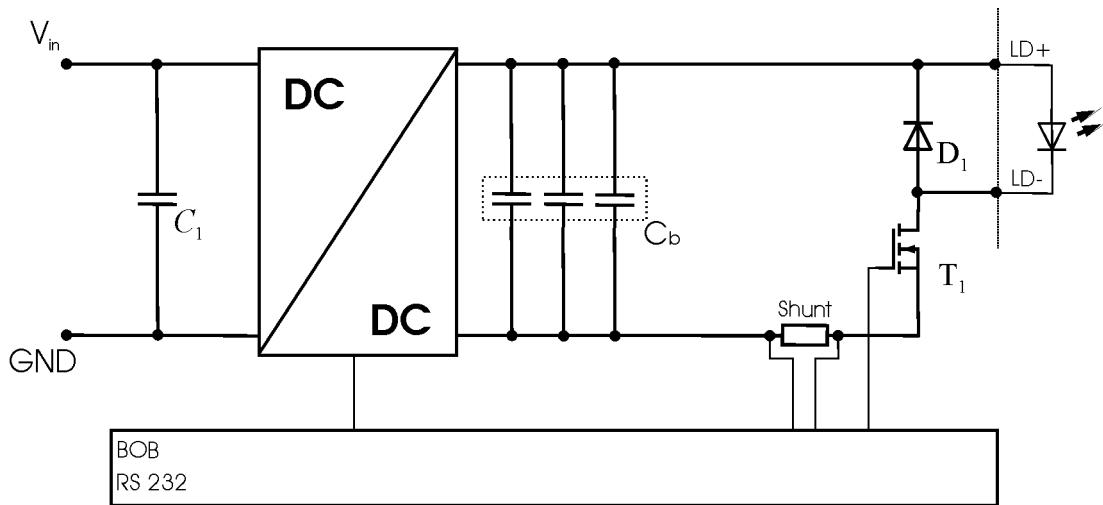 V_in
LD+
DC
D_1
LD-
C_1
C_b
T_1
Shunt
DC
GND
BOB
RS 232